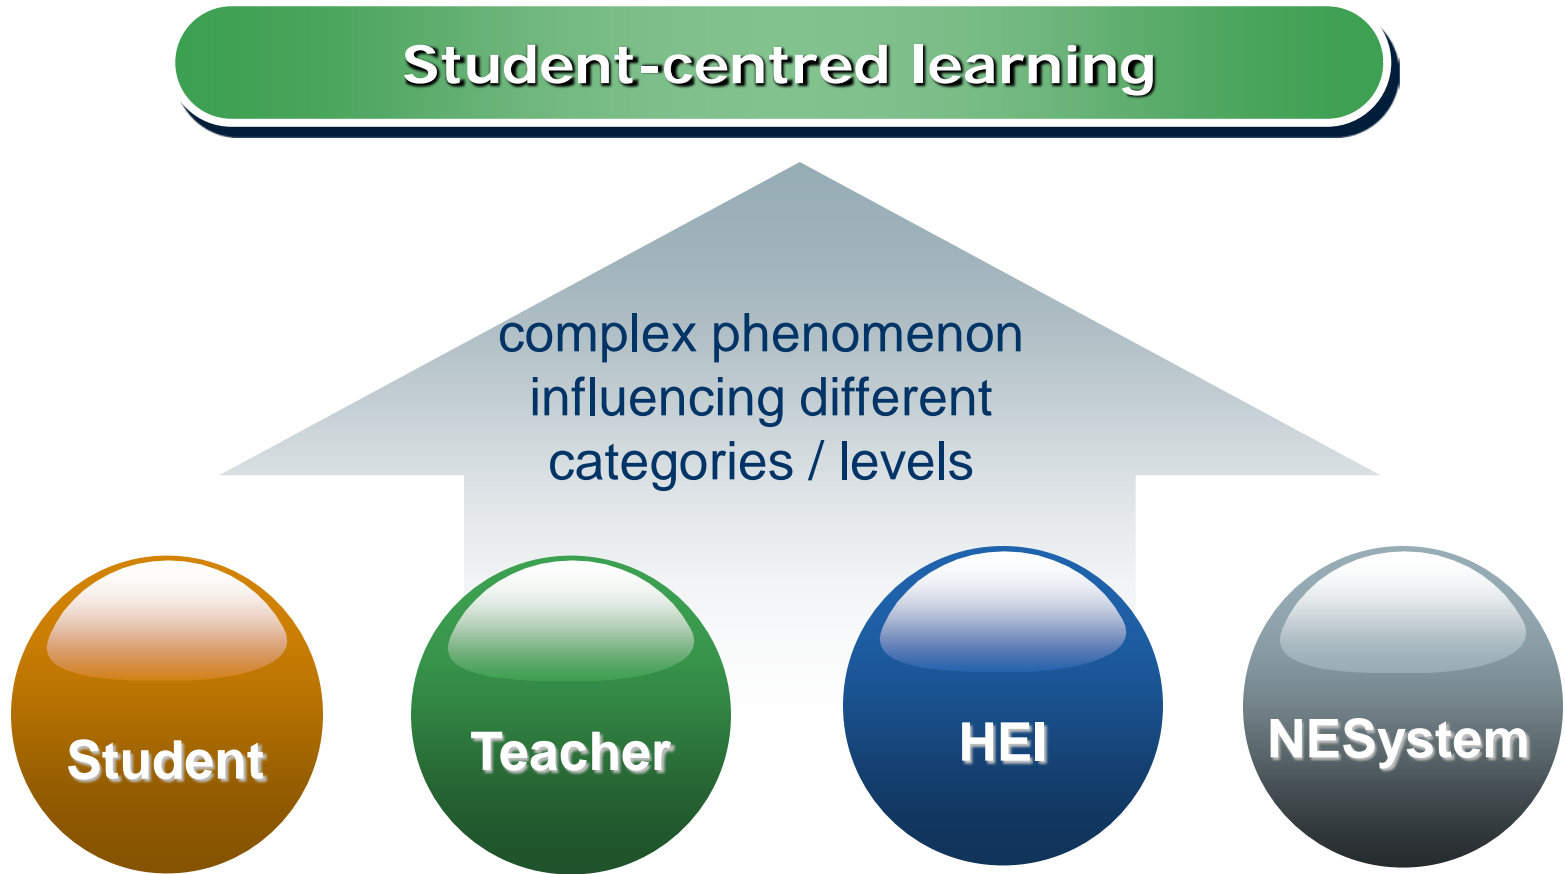 Student-centred learning
complex phenomenon
influencing different
categories / levels
Student
Teacher
HEI
NESystem